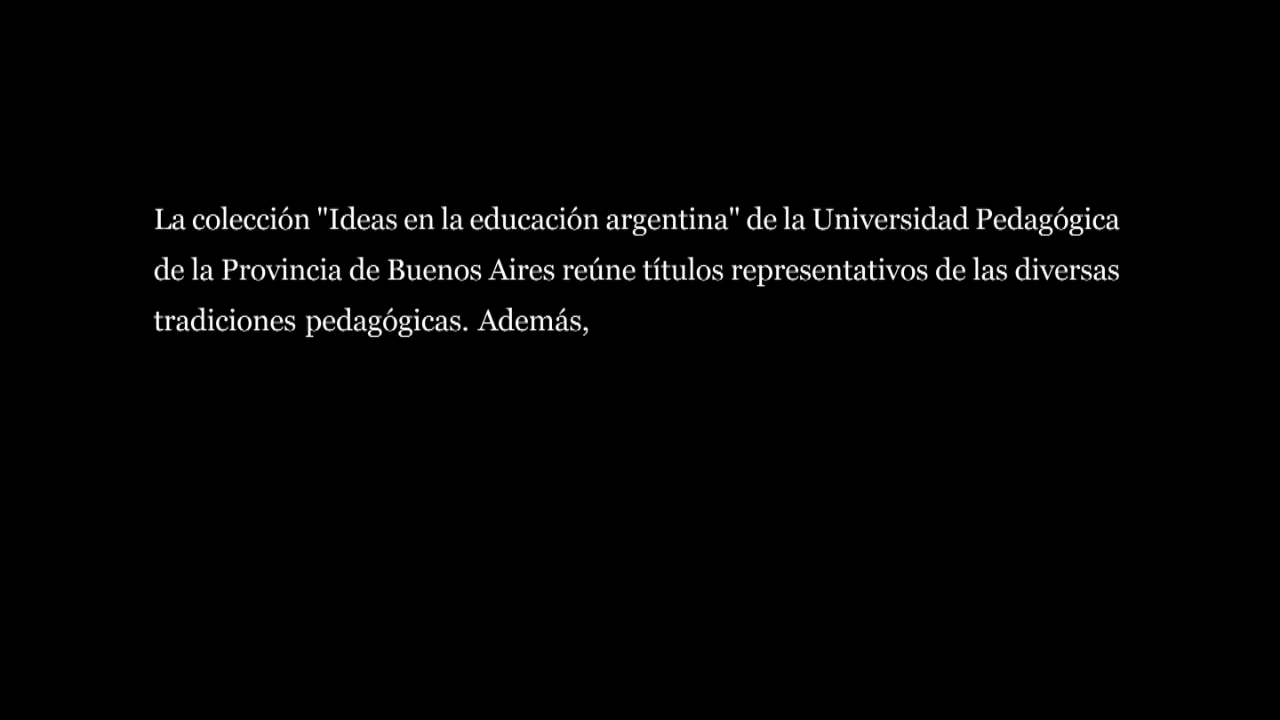 La colección "Ideas en la educación argentina" de la Universidad Pedagógica
de la Provincia de Buenos Aires reúne títulos representativos de las diversas
tradiciones pedagógicas. Además,